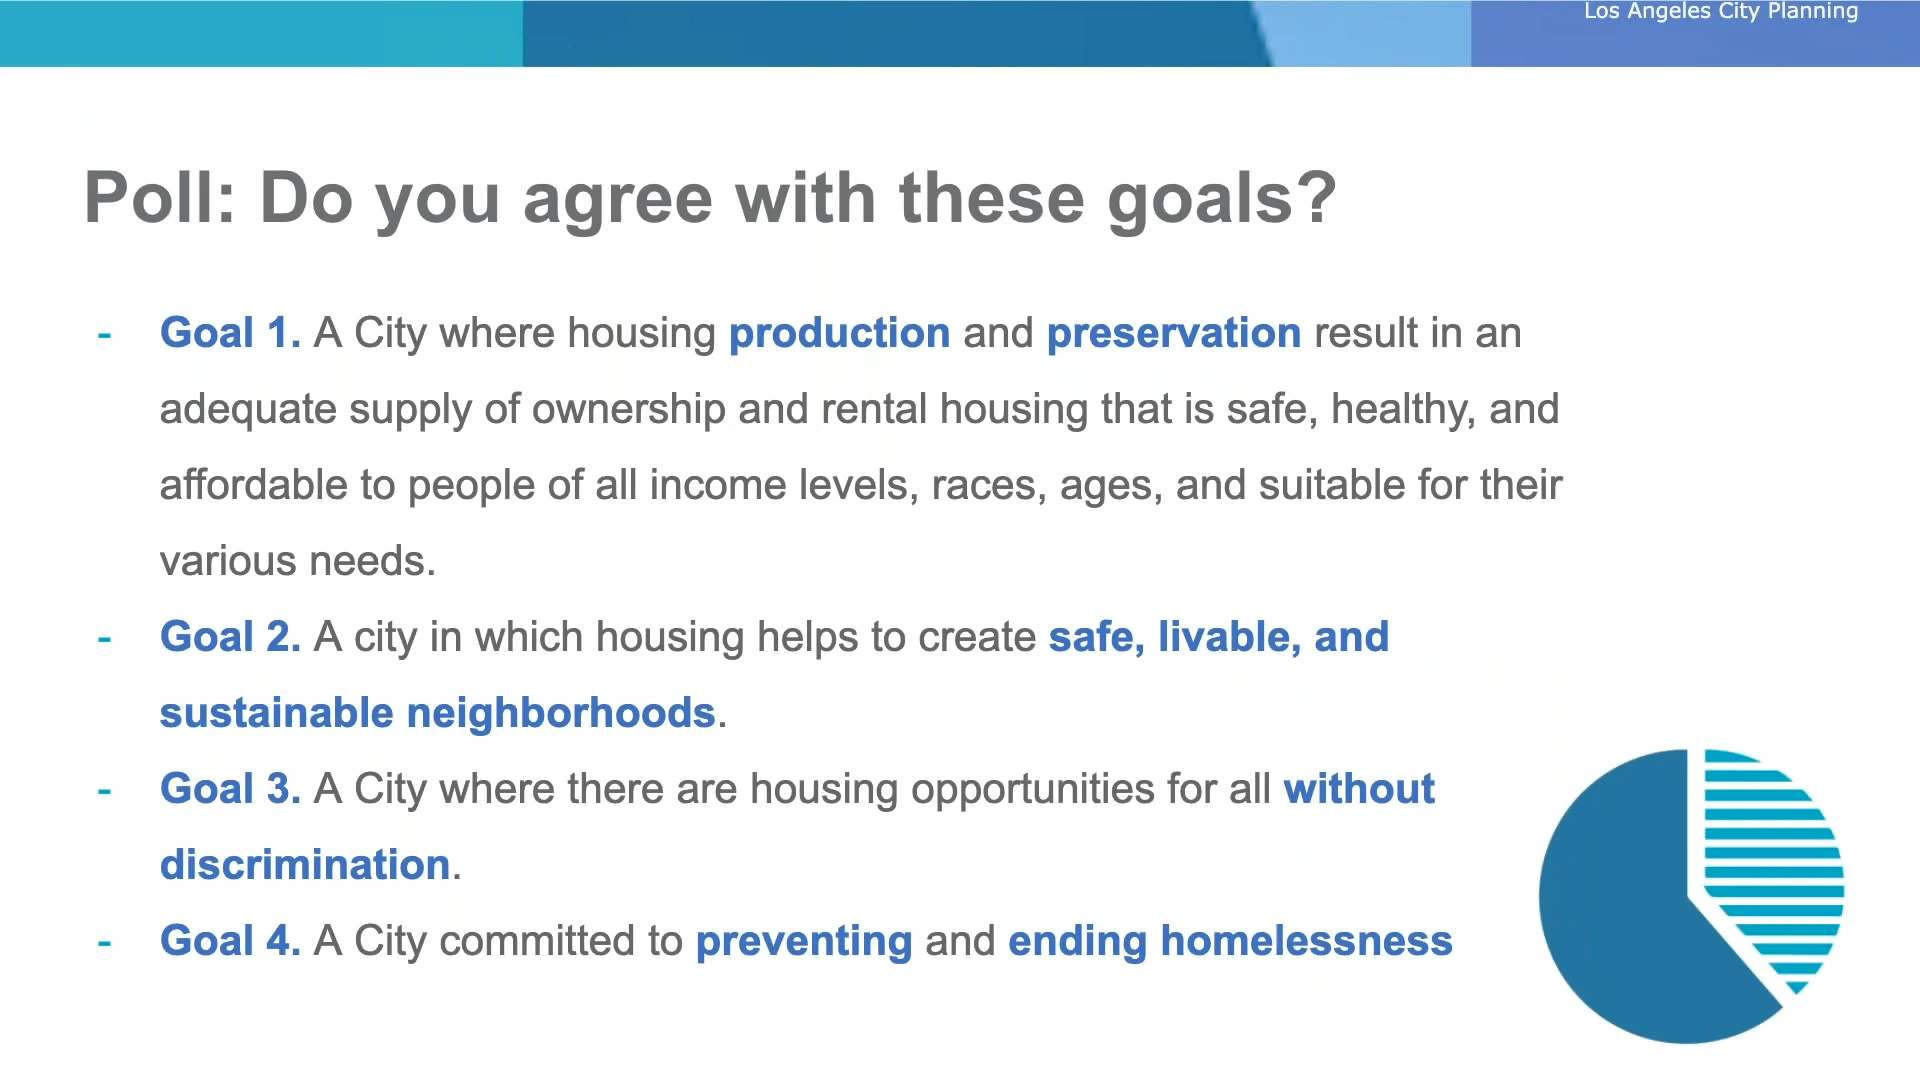 Los Angeles City Planning
Poll: Do you agree with these goals?
- Goal 1. A City where housing production and preservation result in an
adequate supply of ownership and rental housing that is safe, healthy, and
affordable to people of all income levels, races, ages, and suitable for their
various needs.
- Goal 2. A city in which housing helps to create safe, livable, and
sustainable neighborhoods.
- Goal 3. A City where there are housing opportunities for all without
discrimination.
- Goal 4. A City committed to preventing and ending homelessness